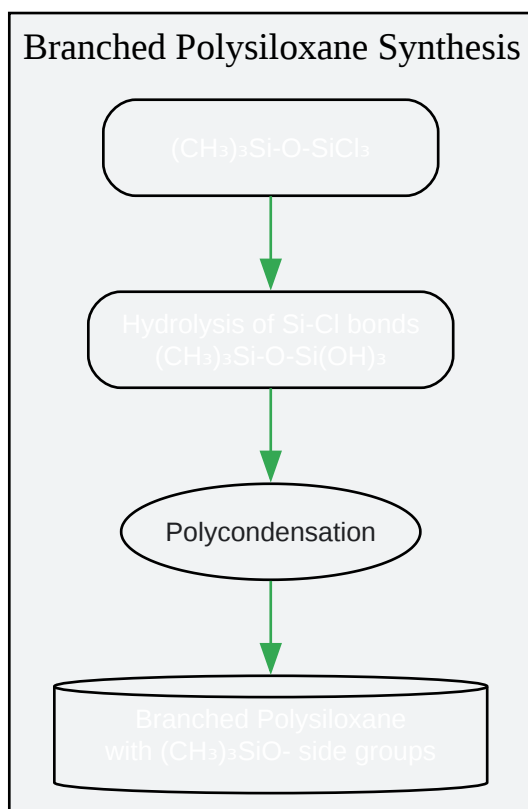 Branched Polysiloxane Synthesis
(CH₃)₃Si-O-SiCl₃
Hydrolysis of Si-Cl bonds
(CH₃)₃Si-O-Si(OH)₃
Polycondensation
Branched Polysiloxane
with (CH₃)₃SiO- side groups